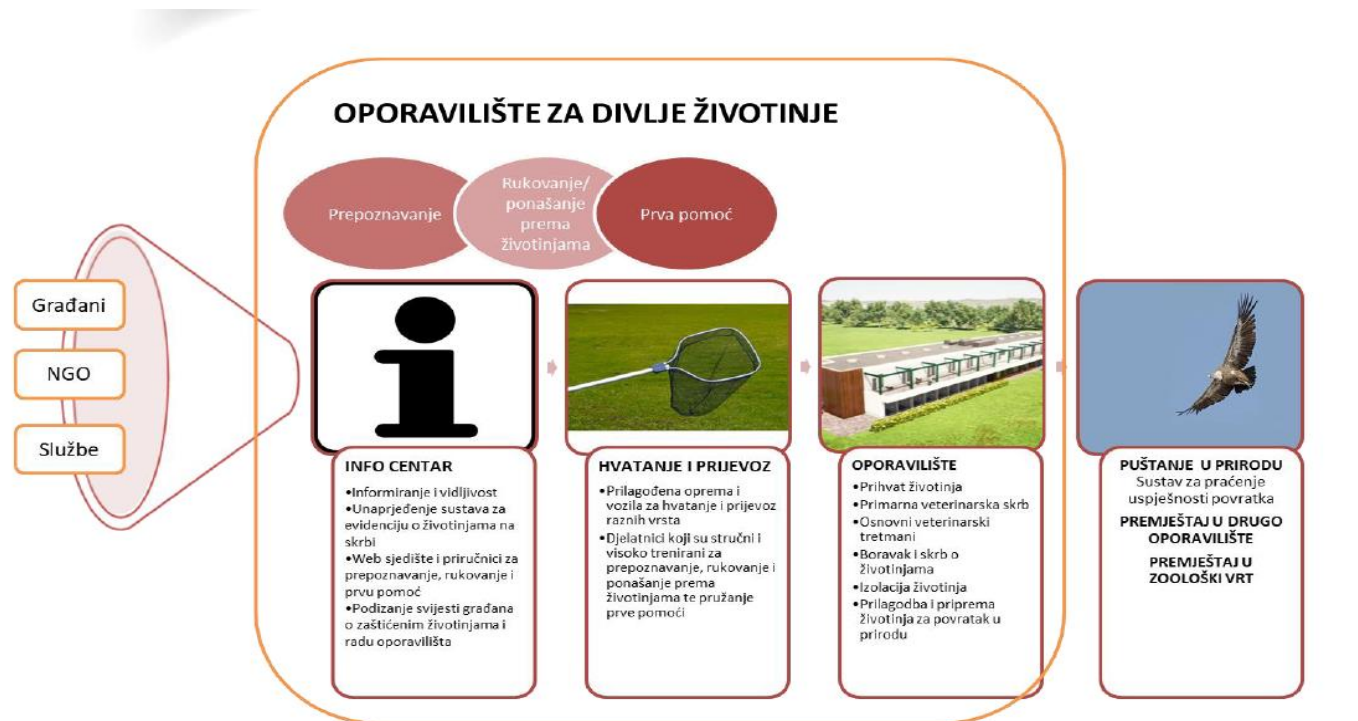 OPORAVILIŠTE ZA DIVLJE ŽIVOTINJE
Prepoznavanje
Rukovanje/
ponašanje
prema
životinjama
Prva pomoć
Građani
NGO
Službe
INFO CENTAR
•Informiranje i vidljivost
•Unaprjeđenje sustava za
evidenciju o životinjama na
skrbi
•Web sjedište i priručnici za
prepoznavanje, rukovanje i
prvu pomoć
•Podizanje svijesti građana
o zaštićenim životinjama i
radu oporavilišta
HVATANJE I PRIJEVOZ
•Prilagođena oprema i
vozila za hvatanje i prijevoz
raznih vrsta
•Djelatnici koji su stručni i
visoko trenirani za
prepoznavanje, rukovanje i
ponašanje prema
životinjama te pružanje
prve pomoći
OPORAVILIŠTE
•Prihvat životinja
•Primarna veterinarska skrb
•Osnovni veterinarski
tretmani
•Boravak i skrb o
životinjama
•Izolacija životinja
•Prilagodba i priprema
životinja za povratak u
prirodu
PUŠTANJE U PRIRODU
Sustav za praćenje
uspješnosti povratka
PREMJEŠTAJ U DRUGO
OPORAVILIŠTE
PREMJEŠTAJ U
ZOOLOŠKI VRT